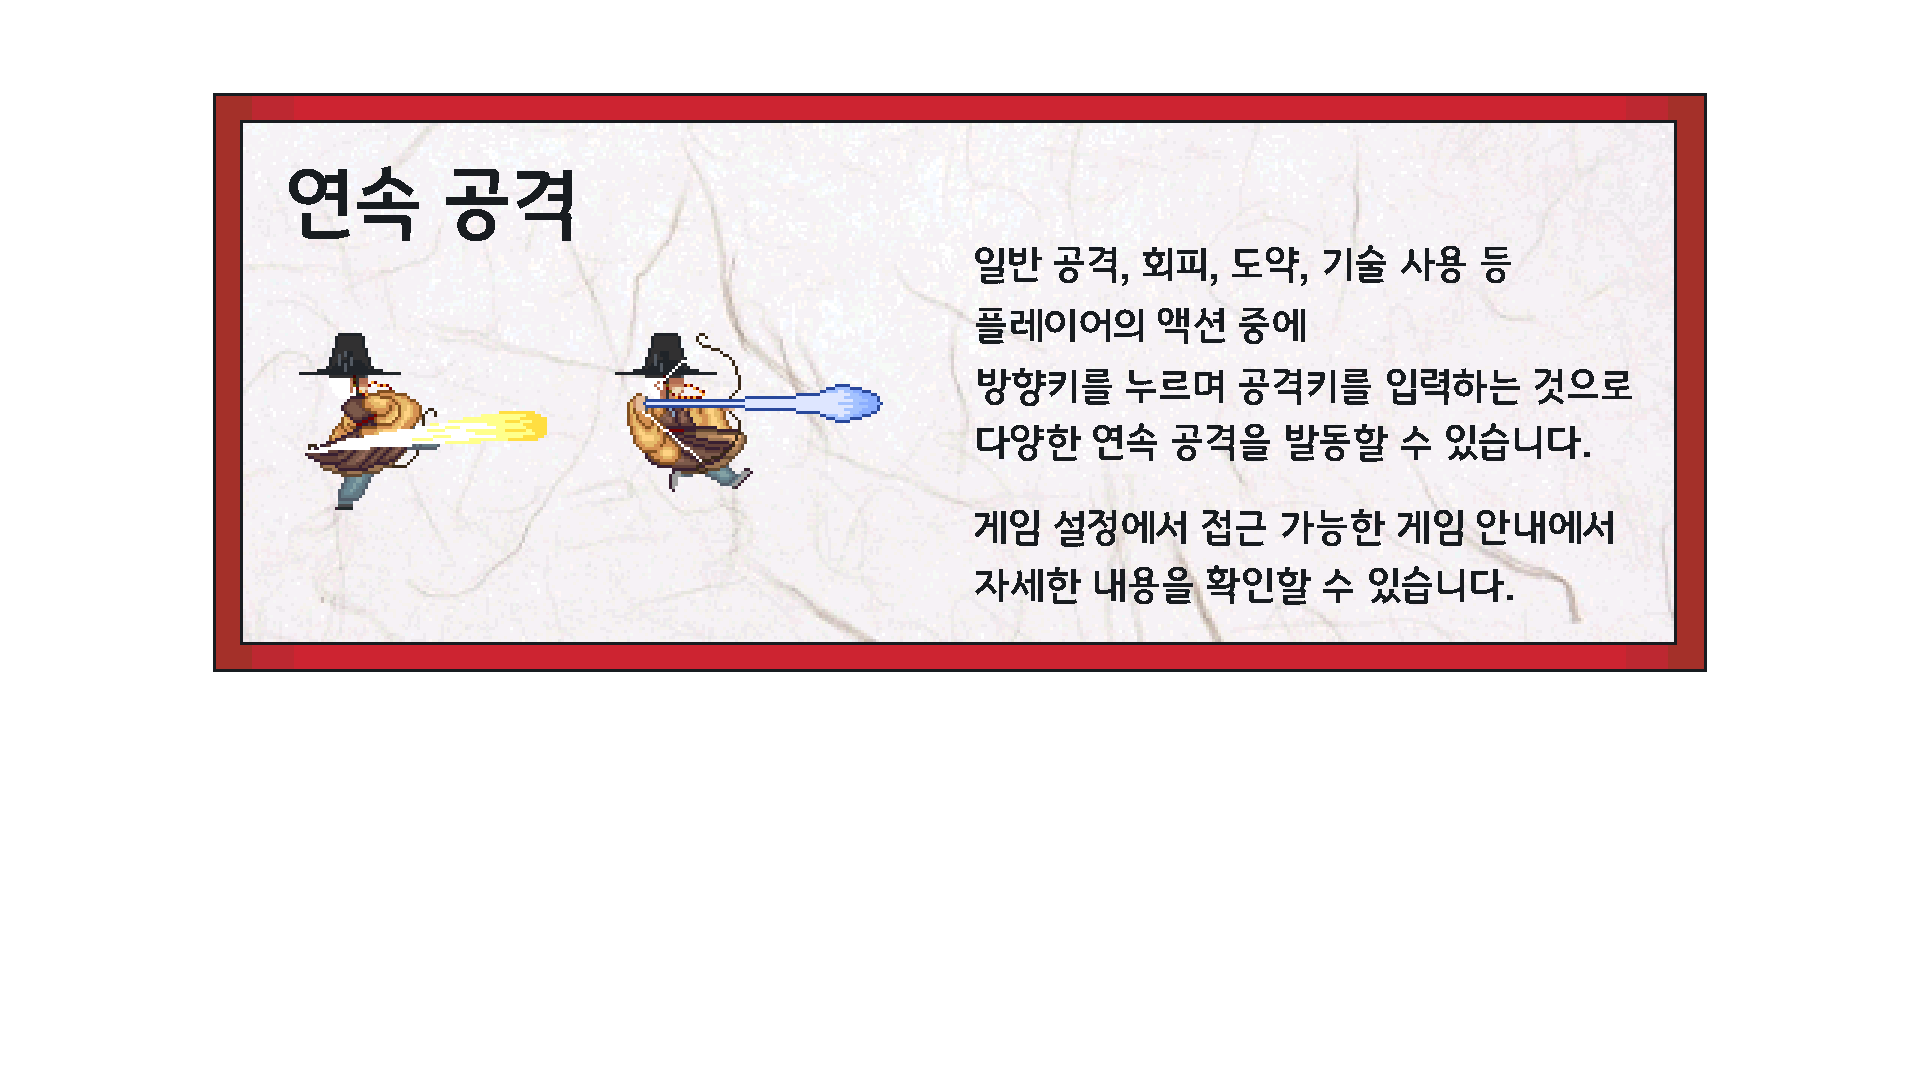 연속 공격
일반 공격, 회피, 도약, 기술 사용 등
플레이어의 액션 중에
방향키를 누르며 공격키를 입력하는 것으로
다양한 연속 공격을 발동할 수 있습니다.
게임 설정에서 접근 가능한 게임 안내에서
자세한 내용을 확인할 수 있습니다.